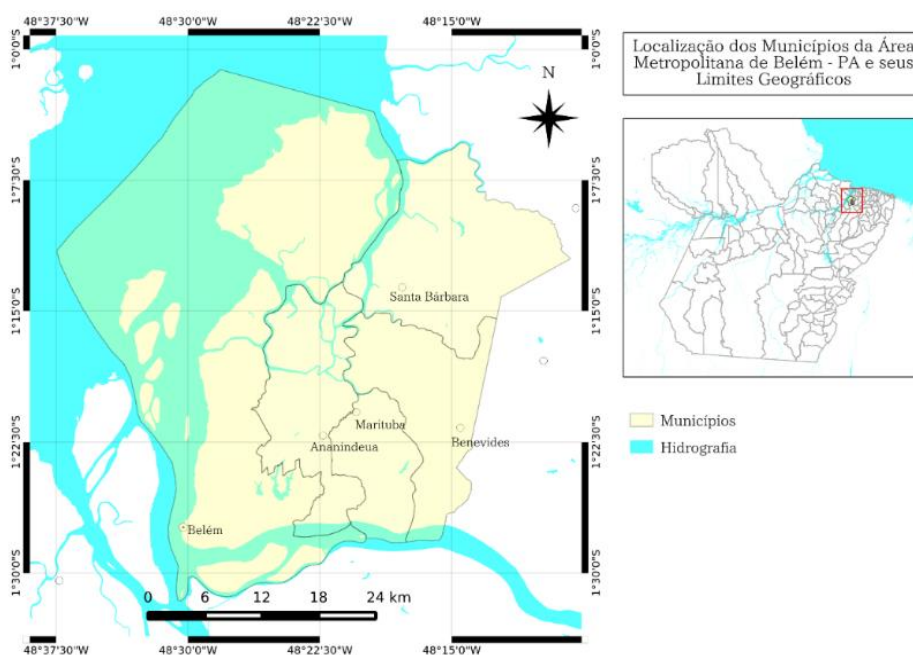 48°37'30"W 48°30'0"W 48°22'30"W 48°15'0"W
1°0'0"S 1°0'0"S
1°7'30"S 1°7'30"S
1°15'0"S 1°15'0"S
1°22'30"S 1°22'30"S
1°30'0"S 1°30'0"S
N
Santa Bárbara
Marituba
Ananindeua
Benevides
Belém
0 6 12 18 24 km
48°37'30"W 48°30'0"W 48°22'30"W 48°15'0"W
Localização dos Municípios da Área
Metropolitana de Belém - PA e seus
Limites Geográficos
Municípios
Hidrografia